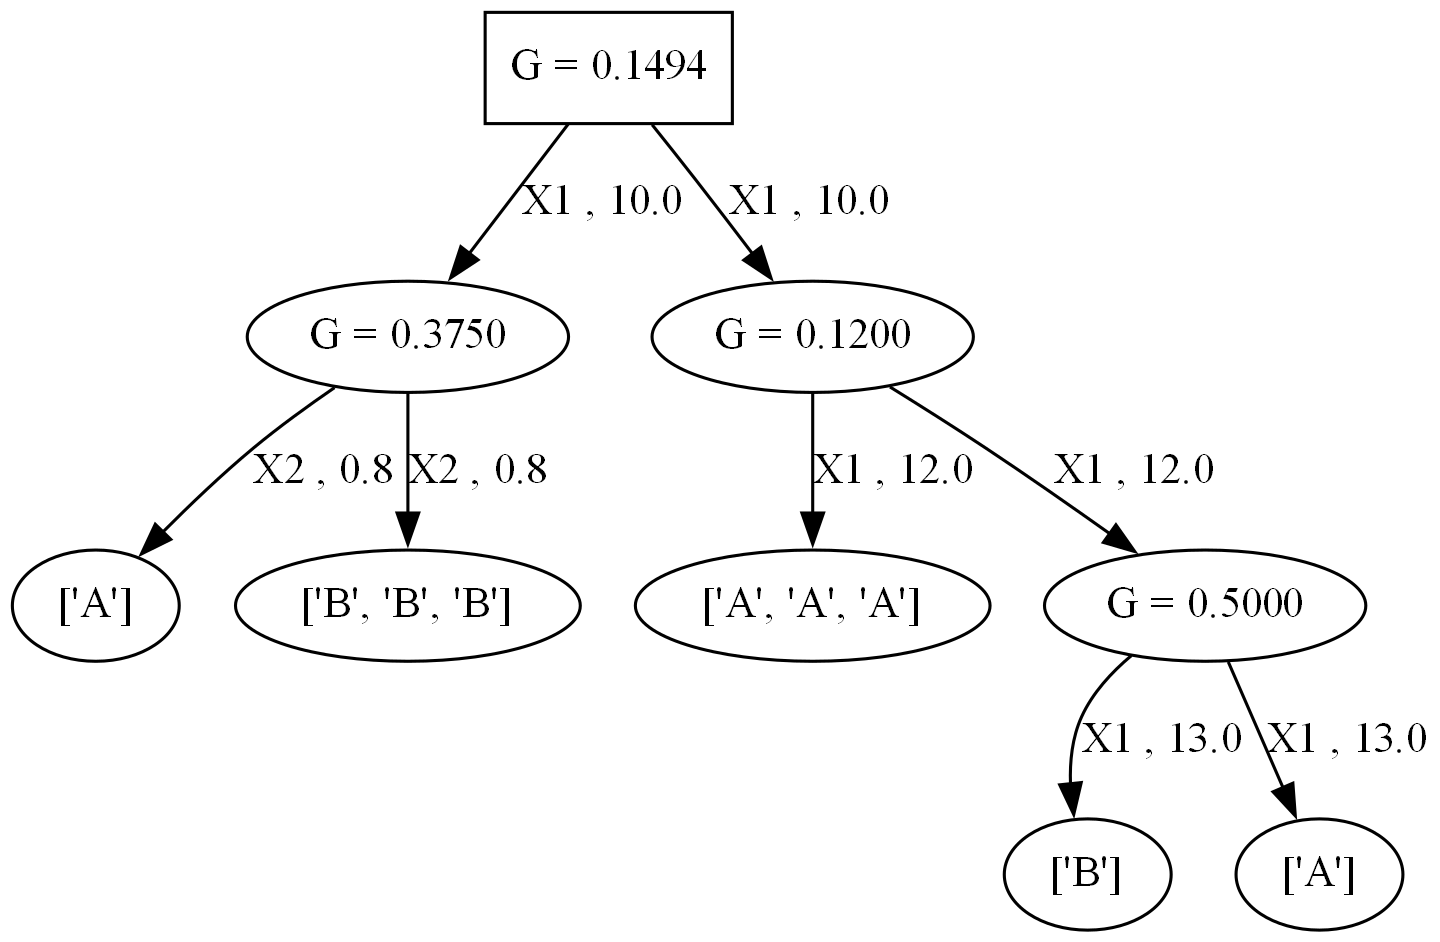 G = 0.1494
X1 , 10.0
X1 , 10.0
G = 0.3750
G = 0.1200
X2 , 0.8
X2 , 0.8
X1 , 12.0
X1 , 12.0
['A']
['B', 'B', 'B']
['A', 'A', 'A']
G = 0.5000
X1 , 13.0
X1 , 13.0
['B']
['A']